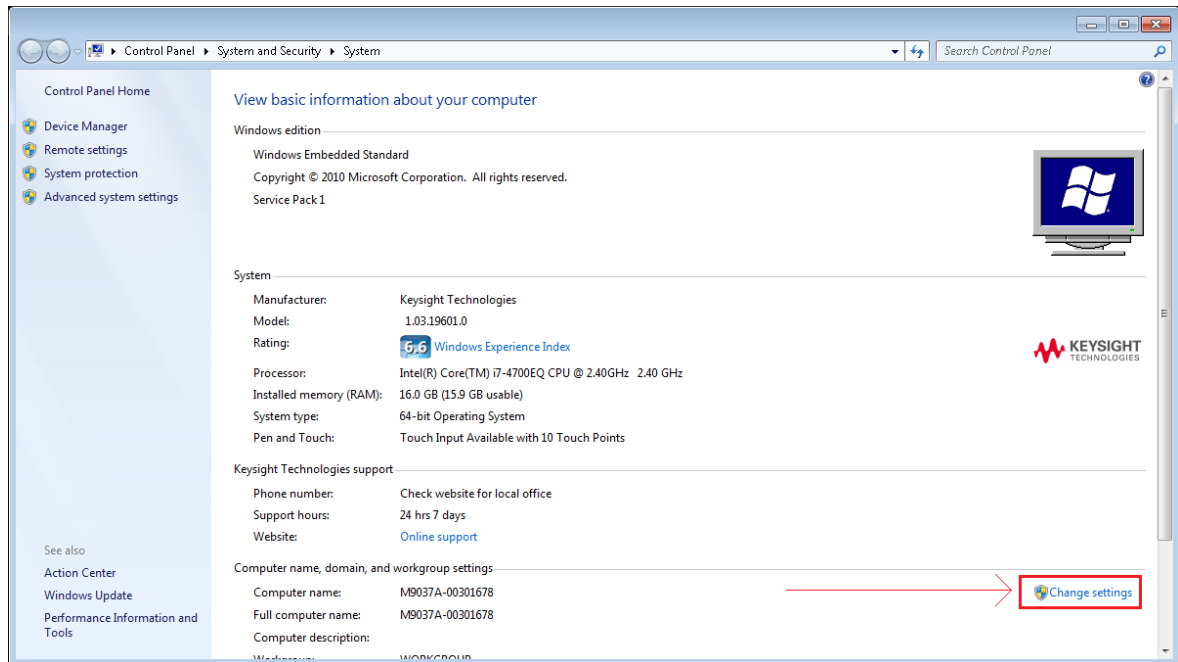 Control Panel ▸ System and Security ▸ System
Search Control Panel
Control Panel Home
Device Manager
Remote settings
System protection
Advanced system settings
See also
Action Center
Windows Update
Performance Information and
Tools
View basic information about your computer
Windows edition
Windows Embedded Standard
Copyright © 2010 Microsoft Corporation. All rights reserved.
Service Pack 1
System
Manufacturer: Keysight Technologies
Model: 1.03.19601.0
Rating: 6,6 Windows Experience Index
Processor: Intel(R) Core(TM) i7-4700EQ CPU @ 2.40GHz 2.40 GHz
Installed memory (RAM): 16.0 GB (15.9 GB usable)
System type: 64-bit Operating System
Pen and Touch: Touch Input Available with 10 Touch Points
KEYSIGHT
TECHNOLOGIES
Keysight Technologies support
Phone number: Check website for local office
Support hours: 24 hrs 7 days
Website: Online support
Computer name, domain, and workgroup settings
Computer name: M9037A-00301678
Change settings
Full computer name: M9037A-00301678
Computer description:
Workgroup: WORKGROUP